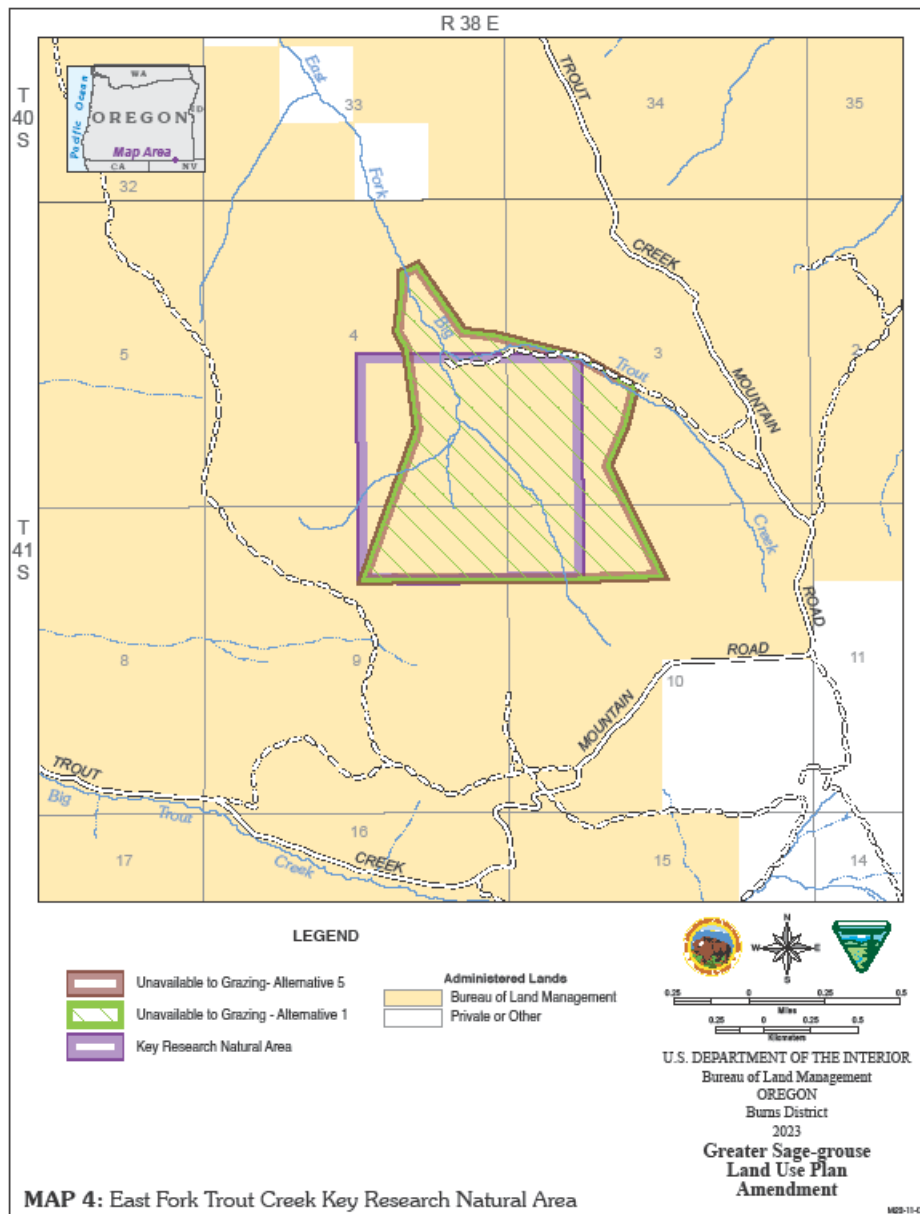 R 38 E
T
40
S
WA
OREGON
Pacific Ocean
Map Area
CA
NV
East
33
34
35
TROUT
32
Fork
CREEK
5
4
Big
3
2
Trout
MOUNTAIN
T
41
S
Creek
ROAD
8
9
ROAD
10
11
MOUNTAIN
TROUT
Big
Trout
16
CREEK
Creek
17
15
14
LEGEND
Unavailable to Grazing- Alternative 5
Unavailable to Grazing - Alternative 1
Key Research Natural Area
Administered Lands
Bureau of Land Management
Private or Other
N
W
E
S
0.25 0 0.25 0.5
Miles
0.25 0 0.25 0.5
Kilometers
U.S. DEPARTMENT OF THE INTERIOR
Bureau of Land Management
OREGON
Burns District
2023
Greater Sage-grouse
Land Use Plan
Amendment
MAP 4: East Fork Trout Creek Key Research Natural Area